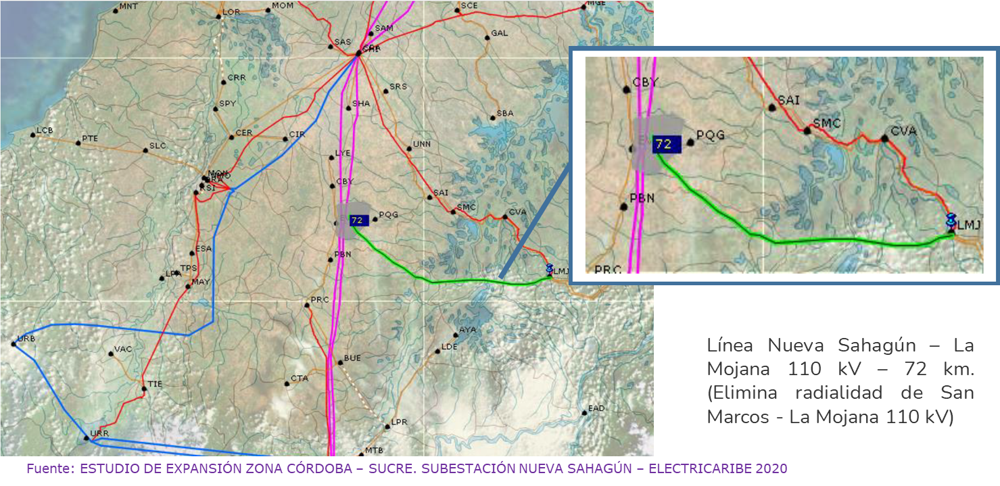 MNT
LOR
MOM
SCE
MGE
SAM
GAL
SAS
CRR
SRS
SPY
SHA
SBA
LCB
PTE
CER
CIR
SLC
UNN
LYE
MON
CBY
RSI
SAI
SMC
CVA
72
PQG
PBN
ESA
TPS
LPA
MAY
LMJ
PRC
AYA
URB
VAC
LDE
BUE
CTA
TIE
EAD
LPR
URR
MTB
CBY
SAI
SMC
CVA
72
PQG
PBN
LMJ
PRC
Línea Nueva Sahagún – La
Mojana 110 kV – 72 km.
(Elimina radialidad de San
Marcos - La Mojana 110 kV)
Fuente: ESTUDIO DE EXPANSIÓN ZONA CÓRDOBA – SUCRE. SUBESTACIÓN NUEVA SAHAGÚN – ELECTRICARIBE 2020